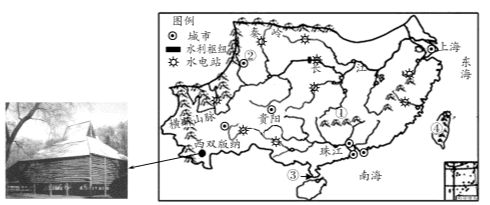 图例
城市
水利枢纽
水电站
秦岭
②
上海
长江
东海
横断山脉
贵阳
①
④
西双版纳
珠江
③
南海